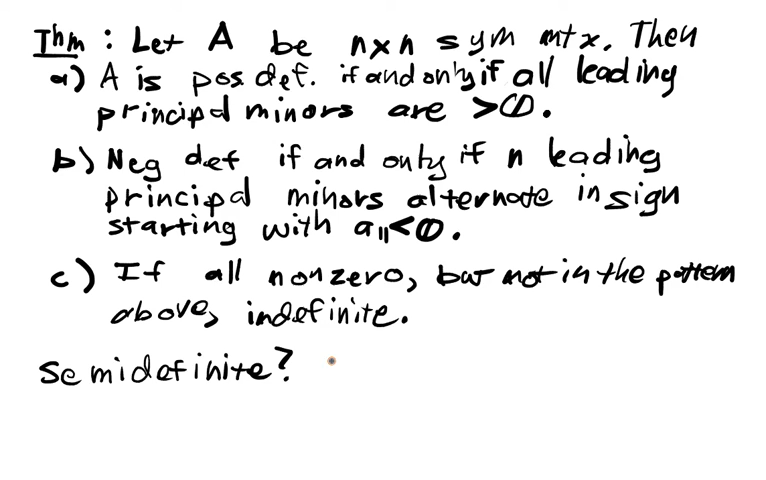 Thm : Let A be nxn sym mtx. Then
a) A is pos def. if and only if all leading
principal minors are >0.
b) Neg def if and only if n leading
principal minors alternate in sign
starting with a₁₁<0.
c) If all nonzero, but not in the pattern
above, indefinite.
Semidefinite?